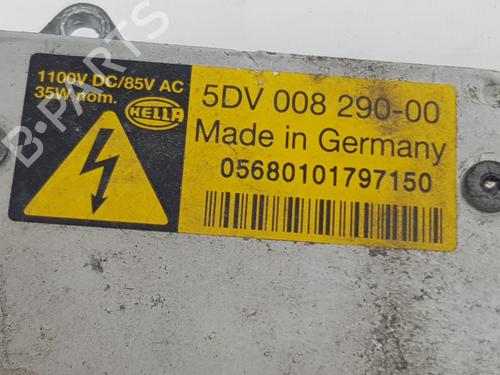 1100V DC/85V AC
35W nom.
HELLA
5DV 008 290-00
Made in Germany
05680101797150
B-PARTS